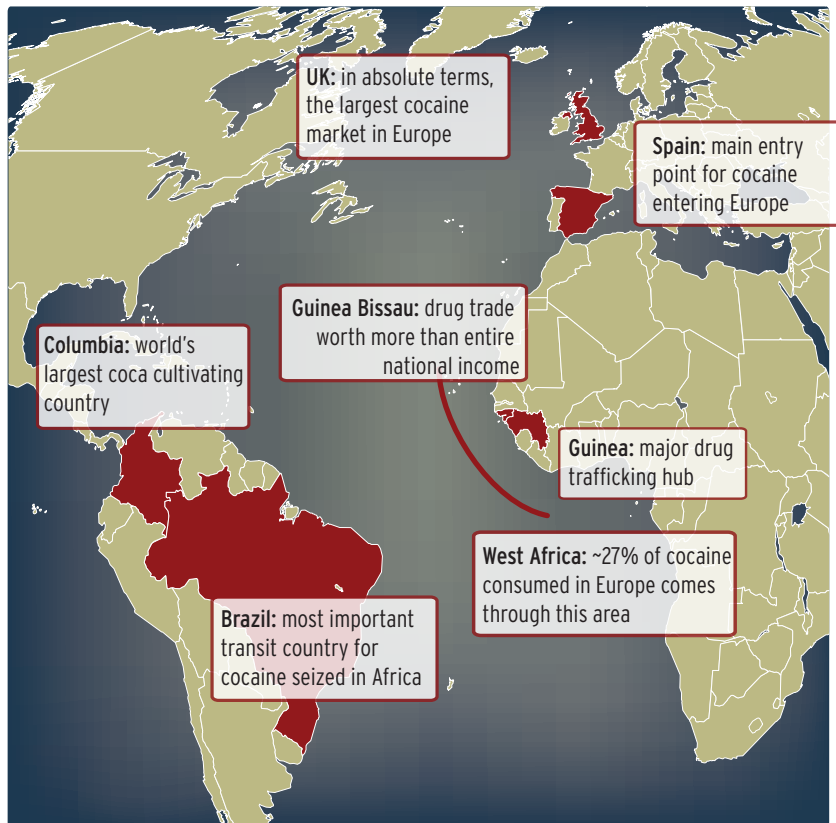 UK: in absolute terms,
the largest cocaine
market in Europe
Spain: main entry
point for cocaine
entering Europe
Guinea Bissau: drug trade
worth more than entire
national income
Columbia: world's
largest coca cultivating
country
Guinea: major drug
trafficking hub
West Africa: ~27% of cocaine
consumed in Europe comes
through this area
Brazil: most important
transit country for
cocaine seized in Africa